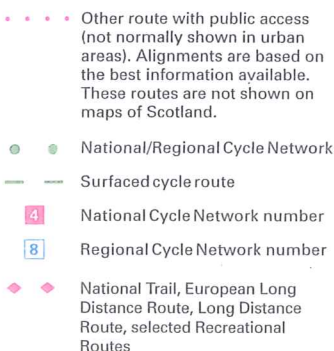 Other route with public access
(not normally shown in urban
areas). Alignments are based on
the best information available.
These routes are not shown on
maps of Scotland.
National/Regional Cycle Network
Surfaced cycle route
4 National Cycle Network number
8 Regional Cycle Network number
National Trail, European Long
Distance Route, Long Distance
Route, selected Recreational
Routes